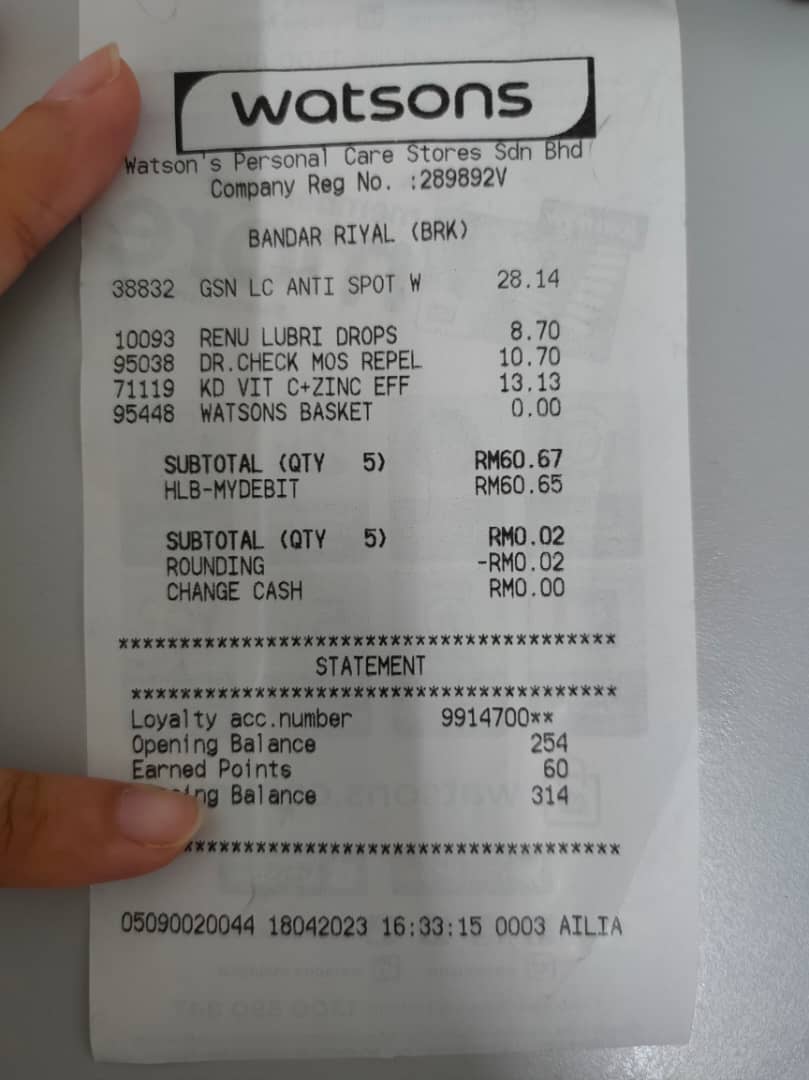 watsons
Watson's Personal Care Stores Sdn Bhd
Company Reg No. :289892V
BANDAR RIYAL (BRK)
38832 GSN LC ANTI SPOT W 28.14
10093 RENU LUBRI DROPS 8.70
95038 DR.CHECK MOS REPEL 10.70
71119 KD VIT C+ZINC EFF 13.13
95448 WATSONS BASKET 0.00
SUBTOTAL (QTY 5) RM60.67
HLB-MYDEBIT RM60.65
SUBTOTAL (QTY 5) RM0.02
ROUNDING -RM0.02
CHANGE CASH RM0.00
****************************************
STATEMENT
***************************************
Loyalty acc.number 9914700**
Opening Balance 254
Earned Points 60
ng Balance 314
***********************************
05090020044 18042023 16:33:15 0003 AILIA